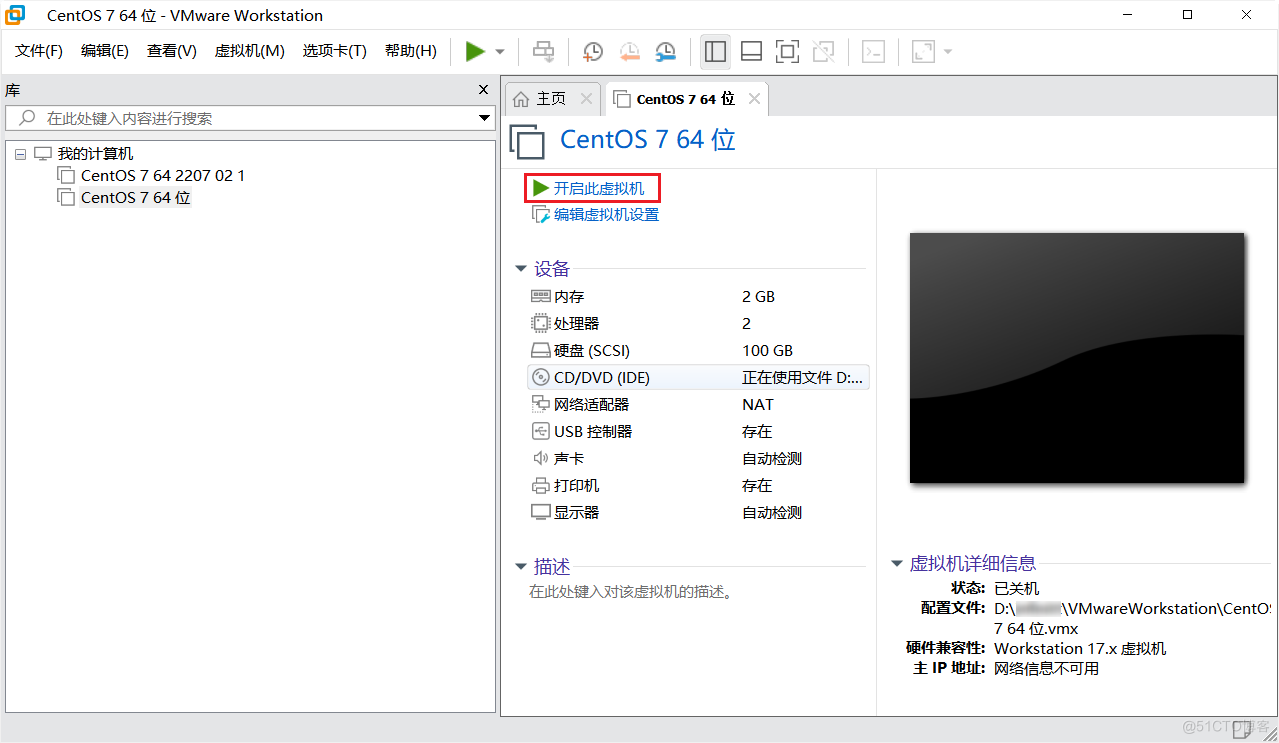 CentOS 7 64 位 - VMware Workstation
文件(F) 编辑(E) 查看(V) 虚拟机(M) 选项卡(T) 帮助(H)
库
在此处键入内容进行搜索
我的计算机
CentOS 7 64 2207 02 1
CentOS 7 64 位
主页 CentOS 7 64 位
CentOS 7 64 位
开启此虚拟机
编辑虚拟机设置
设备
内存 2 GB
处理器 2
硬盘 (SCSI) 100 GB
CD/DVD (IDE) 正在使用文件 D:...
网络适配器 NAT
USB 控制器 存在
声卡 自动检测
打印机 存在
显示器 自动检测
描述
在此处键入对该虚拟机的描述。
虚拟机详细信息
状态: 已关机
配置文件: D:\ \VMwareWorkstation\CentOS
7 64 位.vmx
硬件兼容性: Workstation 17.x 虚拟机
主 IP 地址: 网络信息不可用
@51CTO博客